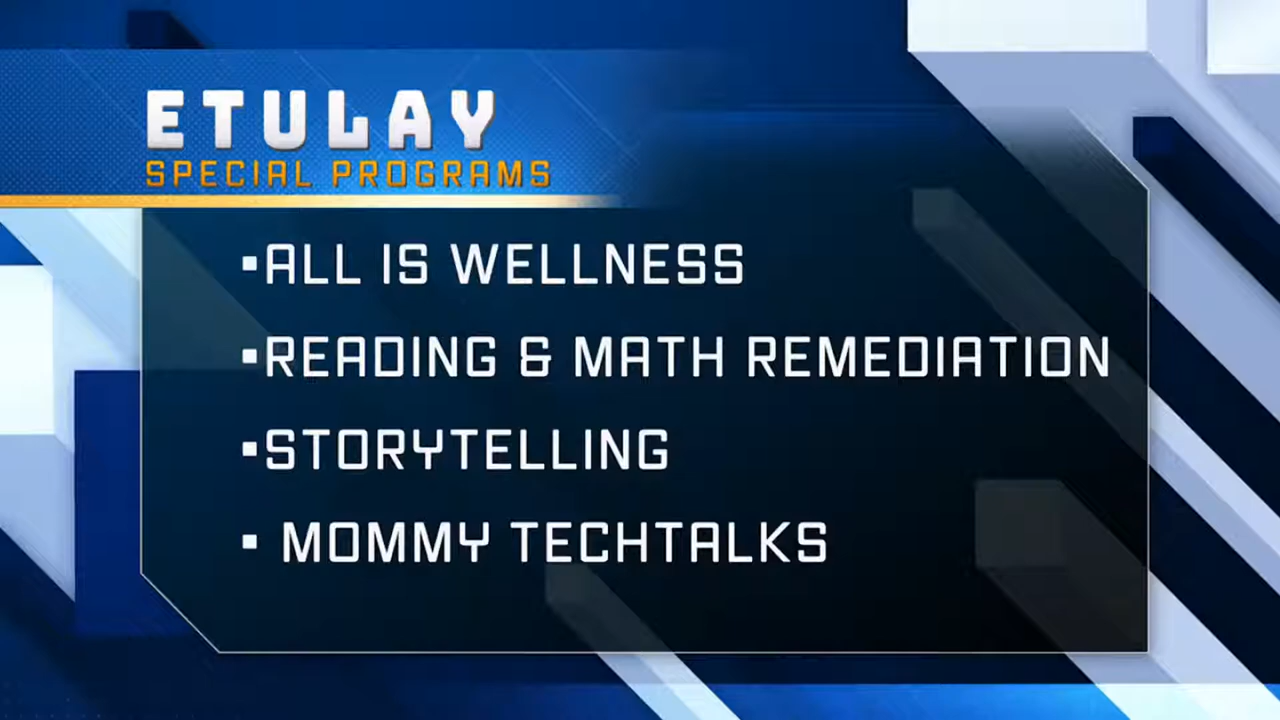 ETULAY
SPECIAL PROGRAMS
▪ALL IS WELLNESS
▪READING & MATH REMEDIATION
▪STORYTELLING
▪ MOMMY TECHTALKS